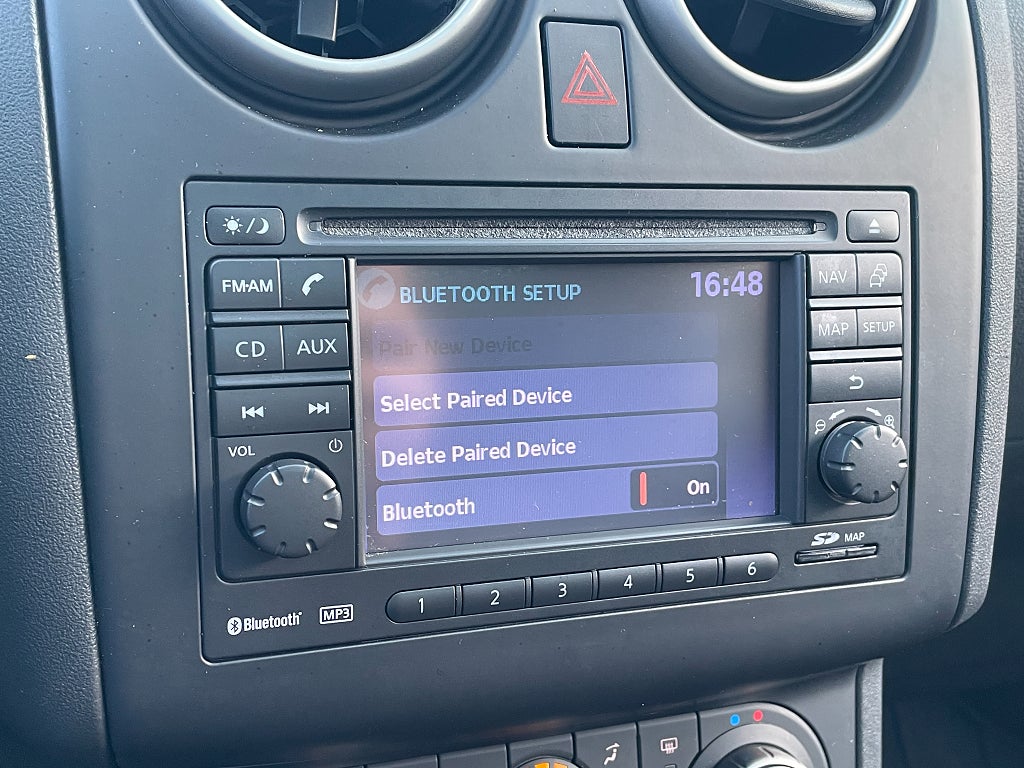 FM·AM
CD
AUX
VOL
BLUETOOTH SETUP
16:48
Pair New Device
Select Paired Device
Delete Paired Device
Bluetooth
On
NAV
MAP
SETUP
SD MAP
Bluetooth
MP3
1 2 3 4 5 6